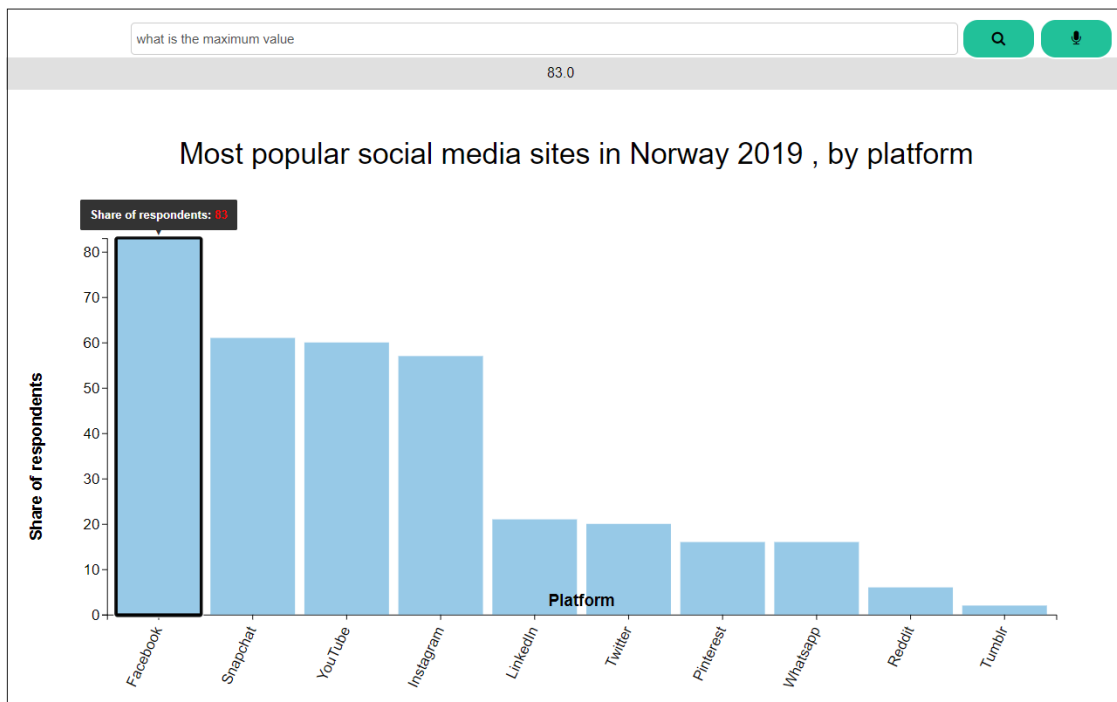 what is the maximum value
83.0
Most popular social media sites in Norway 2019 , by platform
Share of respondents: 83
80
70
60
50
40
30
20
10
0
Share of respondents
Platform
Facebook
Snapchat
YouTube
Instagram
LinkedIn
Twitter
Pinterest
Whatsapp
Reddit
Tumblr